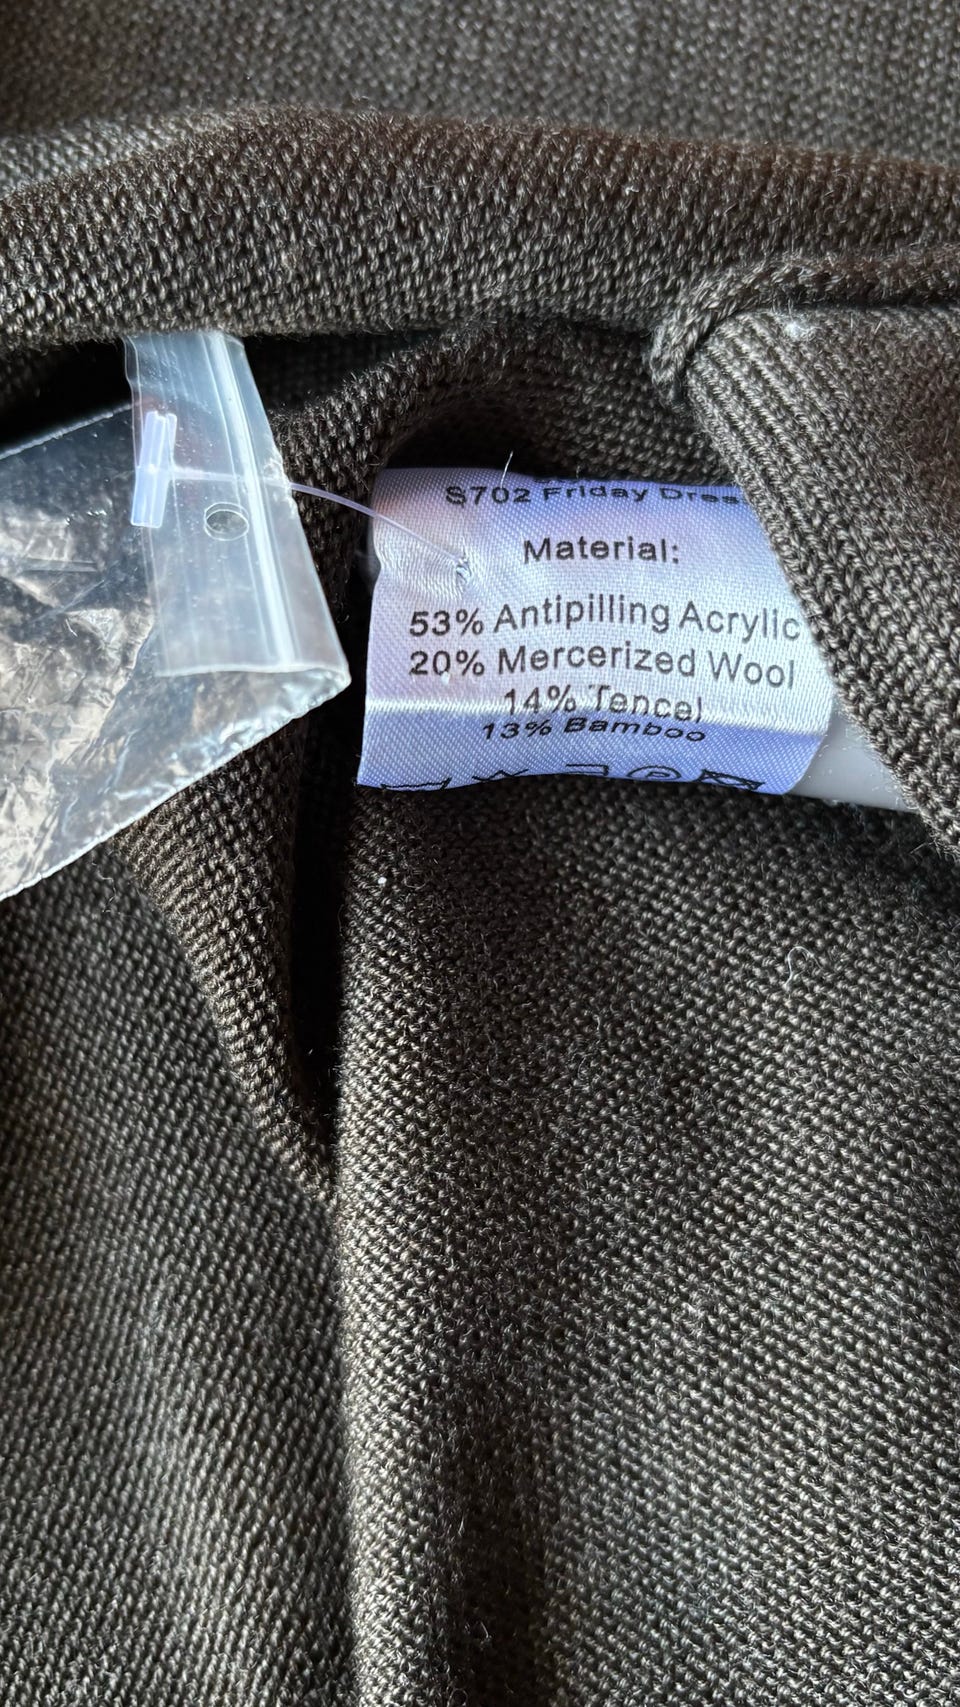 S702 Friday Dres
Material:
53% Antipilling Acrylic
20% Mercerized Wool
14% Tencel
13% Bamboo